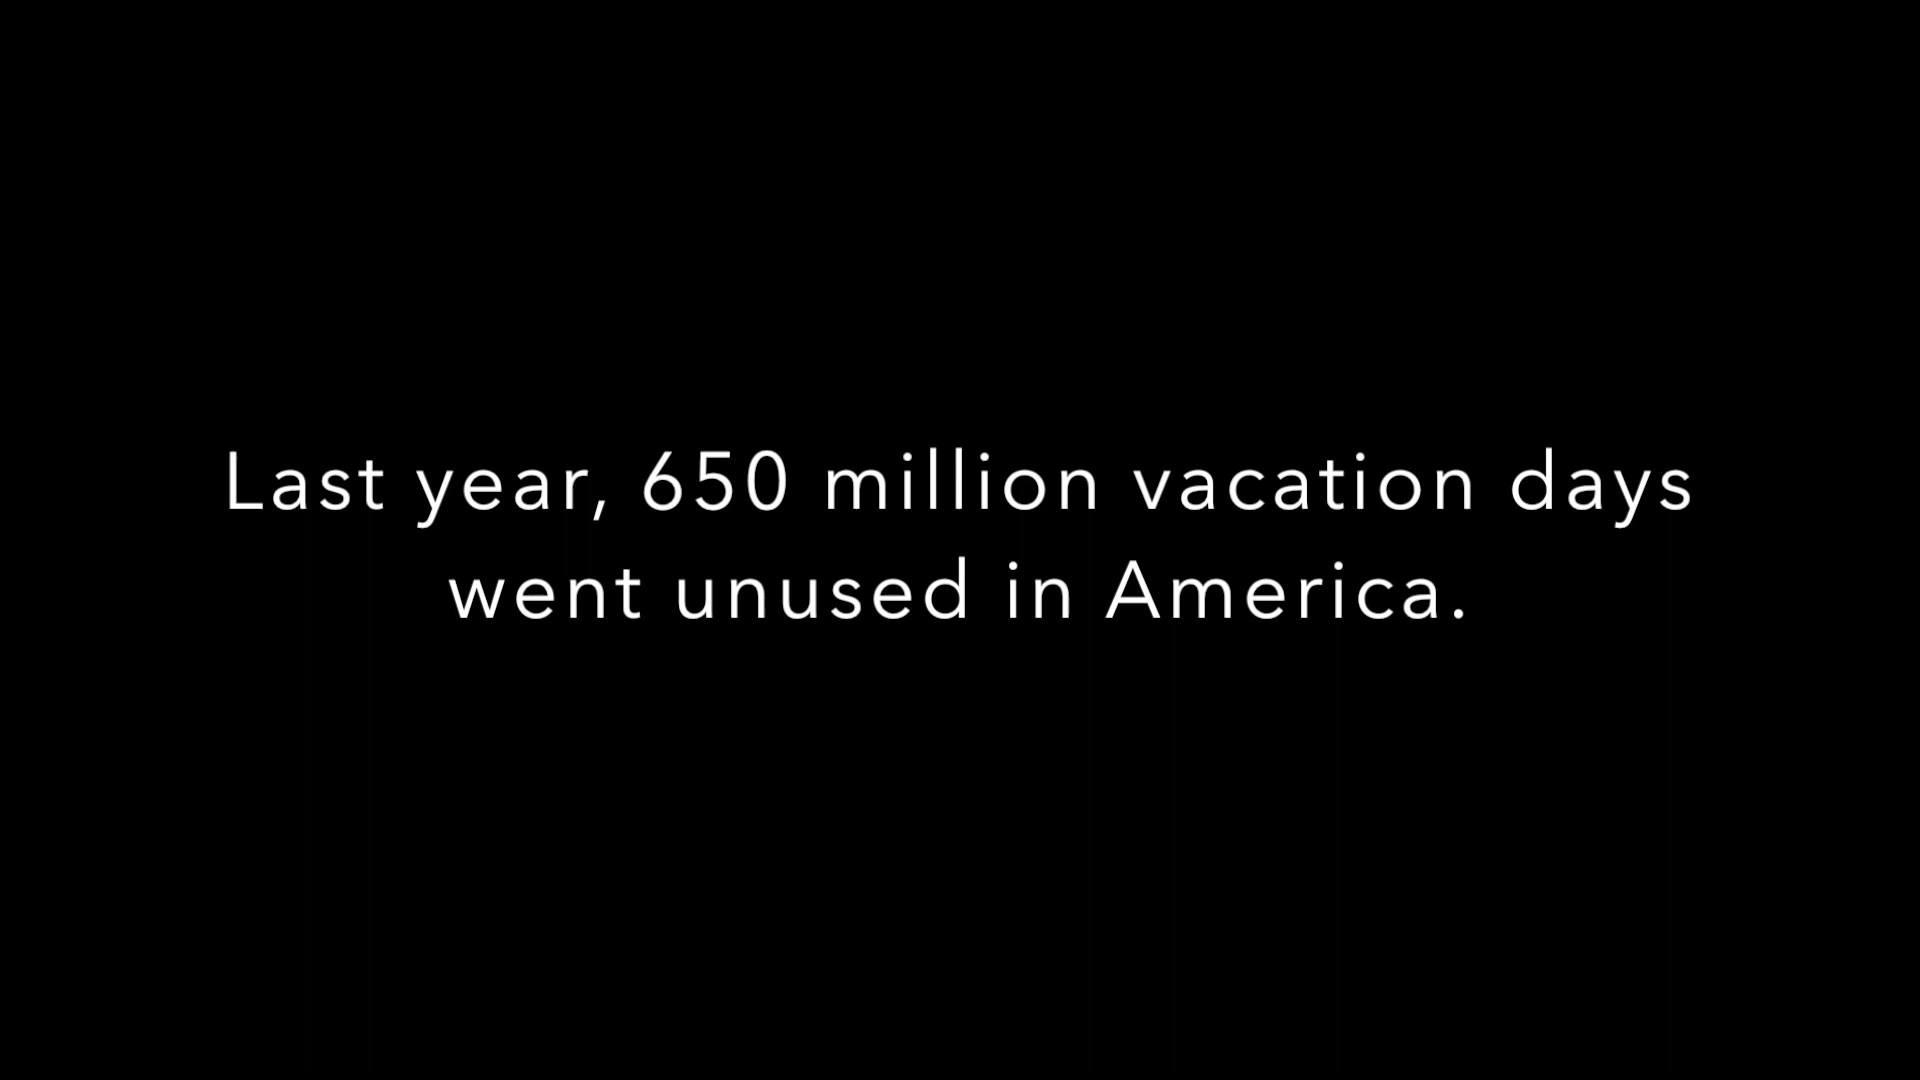 Last year, 650 million vacation days
went unused in America.